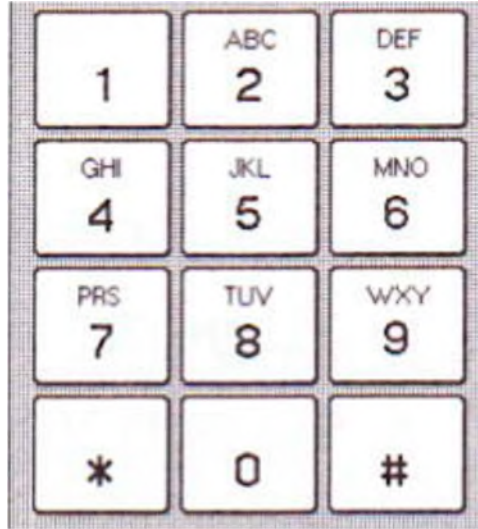 ABC DEF
1 2 3
GHI JKL MNO
4 5 6
PRS TUV WXY
7 8 9
* 0 #